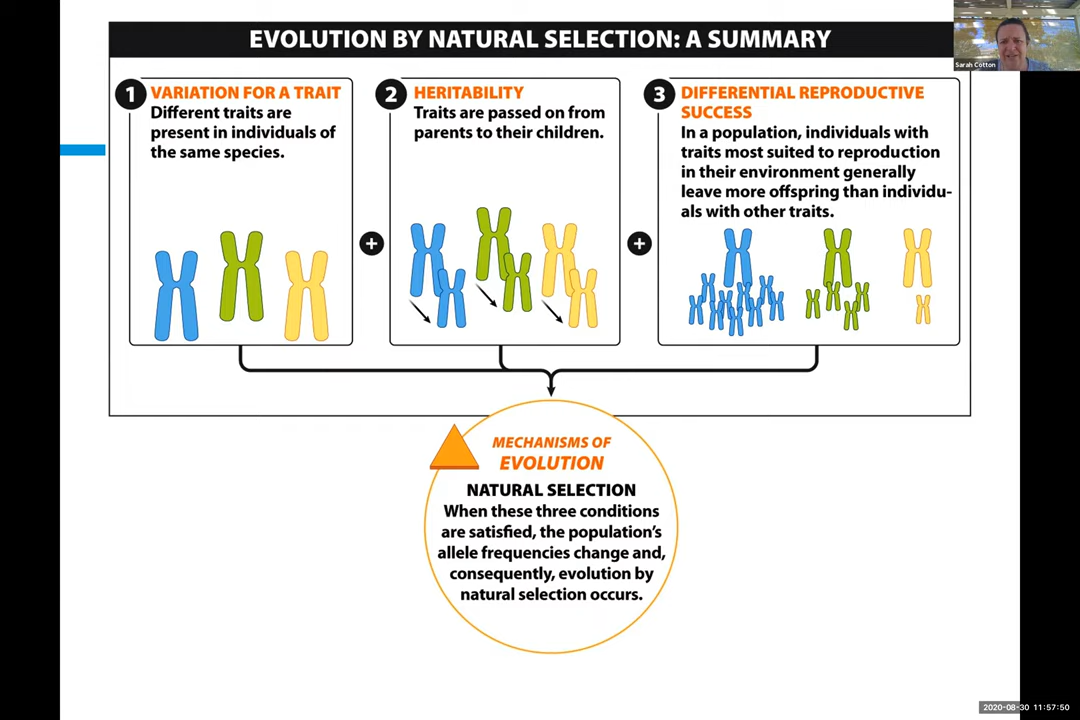 EVOLUTION BY NATURAL SELECTION: A SUMMARY
Sarah Cotton
1 VARIATION FOR A TRAIT
Different traits are
present in individuals of
the same species.
2 HERITABILITY
Traits are passed on from
parents to their children.
3 DIFFERENTIAL REPRODUCTIVE
SUCCESS
In a population, individuals with
traits most suited to reproduction
in their environment generally
leave more offspring than individu-
als with other traits.
+
+
MECHANISMS OF
EVOLUTION
NATURAL SELECTION
When these three conditions
are satisfied, the population's
allele frequencies change and,
consequently, evolution by
natural selection occurs.
2020-08-30 11:57:50